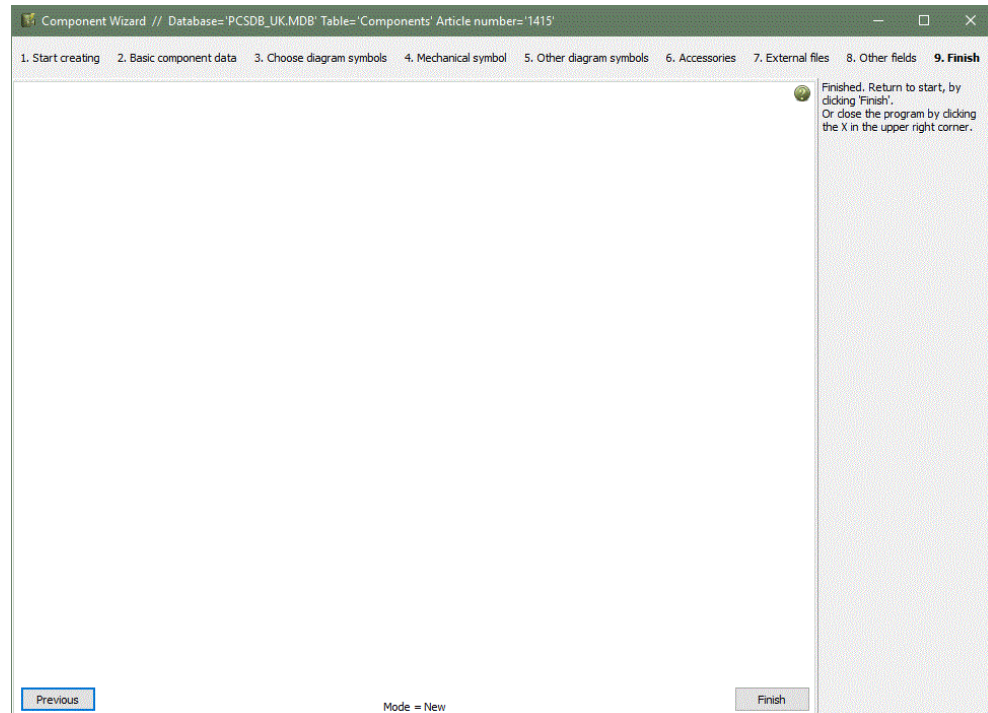 Component Wizard // Database='PCSDB_UK.MDB' Table='Components' Article number='1415'
1. Start creating 2. Basic component data 3. Choose diagram symbols 4. Mechanical symbol 5. Other diagram symbols 6. Accessories 7. External files 8. Other fields 9. Finish
Finished. Return to start, by
clicking 'Finish'.
Or close the program by clicking
the X in the upper right corner.
Previous
Mode = New
Finish